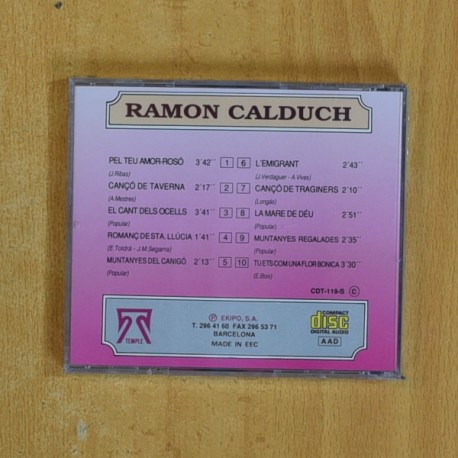 RAMON CALDUCH
PEL TEU AMOR-ROSÓ 3'42'' 1
(J.Ribas)
CANÇÓ DE TAVERNA 2'17'' 2
(A.Mestres)
EL CANT DELS OCELLS 3'41'' 3
(Popular)
ROMANÇ DE STA. LLÚCIA 1'41'' 4
(E.Toldrà - J.M.Segarra)
MUNTANYES DEL CANIGÓ 2'13'' 5
(Popular)
6 L'EMIGRANT 2'43''
(J.Verdaguer - A.Vives)
7 CANÇÓ DE TRAGINERS 2'10''
(Longàs)
8 LA MARE DE DÉU 2'51''
(Popular)
9 MUNTANYES REGALADES 2'35''
(Popular)
10 TU ETS COM UNA FLOR BONICA 3'30''
(E.Bois)
CDT-119-S C
TEMPLE
P EKIPO, S.A.
T. 296 41 60 FAX 296 53 71
BARCELONA
MADE IN EEC
COMPACT
disc
DIGITAL AUDIO
AAD